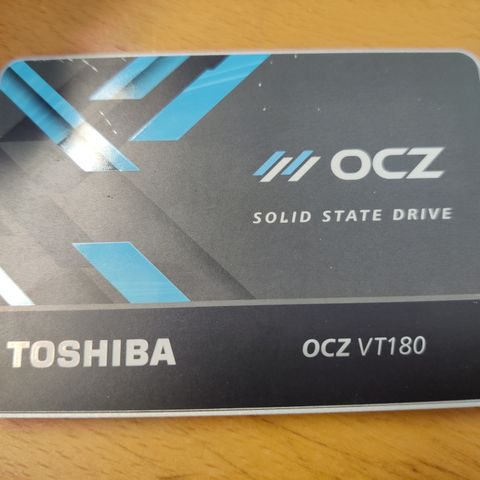 OCZ
SOLID STATE DRIVE
TOSHIBA
OCZ VT180